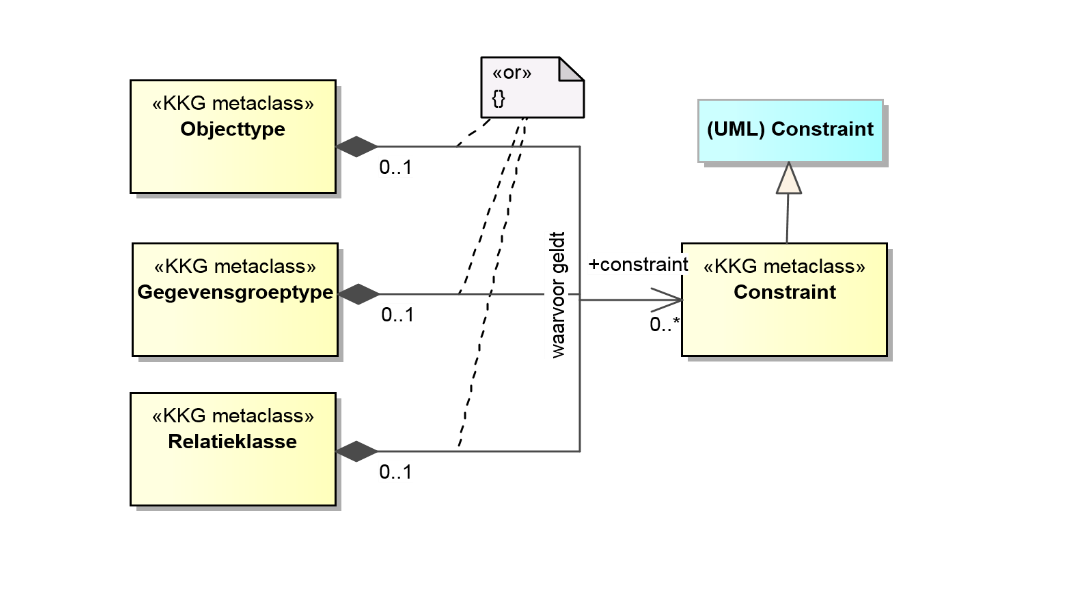 «or»
{}
«KKG metaclass»
Objecttype
0..1
(UML) Constraint
«KKG metaclass»
Gegevensgroeptype
0..1
waarvoor geldt
+constraint
0..*
«KKG metaclass»
Constraint
«KKG metaclass»
Relatieklasse
0..1